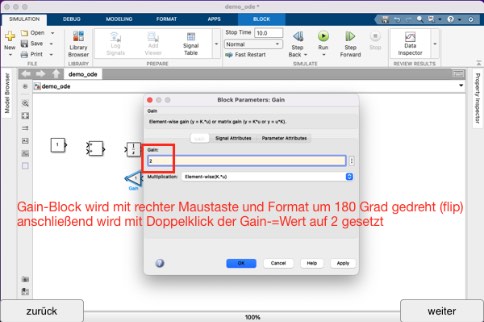 demo_ode *
SIMULATION DEBUG MODELING FORMAT APPS BLOCK
New Open Save Print Library Browser Log Signals Add Viewer Signal Table Stop Time 10.0 Normal Fast Restart Step Back Run Step Forward Stop Data Inspector
FILE LIBRARY PREPARE SIMULATE REVIEW RESULTS
demo_ode
demo_ode
Model Browser
Property Inspector
Block Parameters: Gain
Gain
Element-wise gain (y = K.*u) or matrix gain (y = K*u or y = u*K).
Signal Attributes Parameter Attributes
Gain:
2
Multiplication: Element-wise(K.*u)
1
Gain
Gain-Block wird mit rechter Maustaste und Format um 180 Grad gedreht (flip)
anschließend wird mit Doppelklick der Gain-=Wert auf 2 gesetzt
OK Cancel Help Apply
zurück
weiter
100%